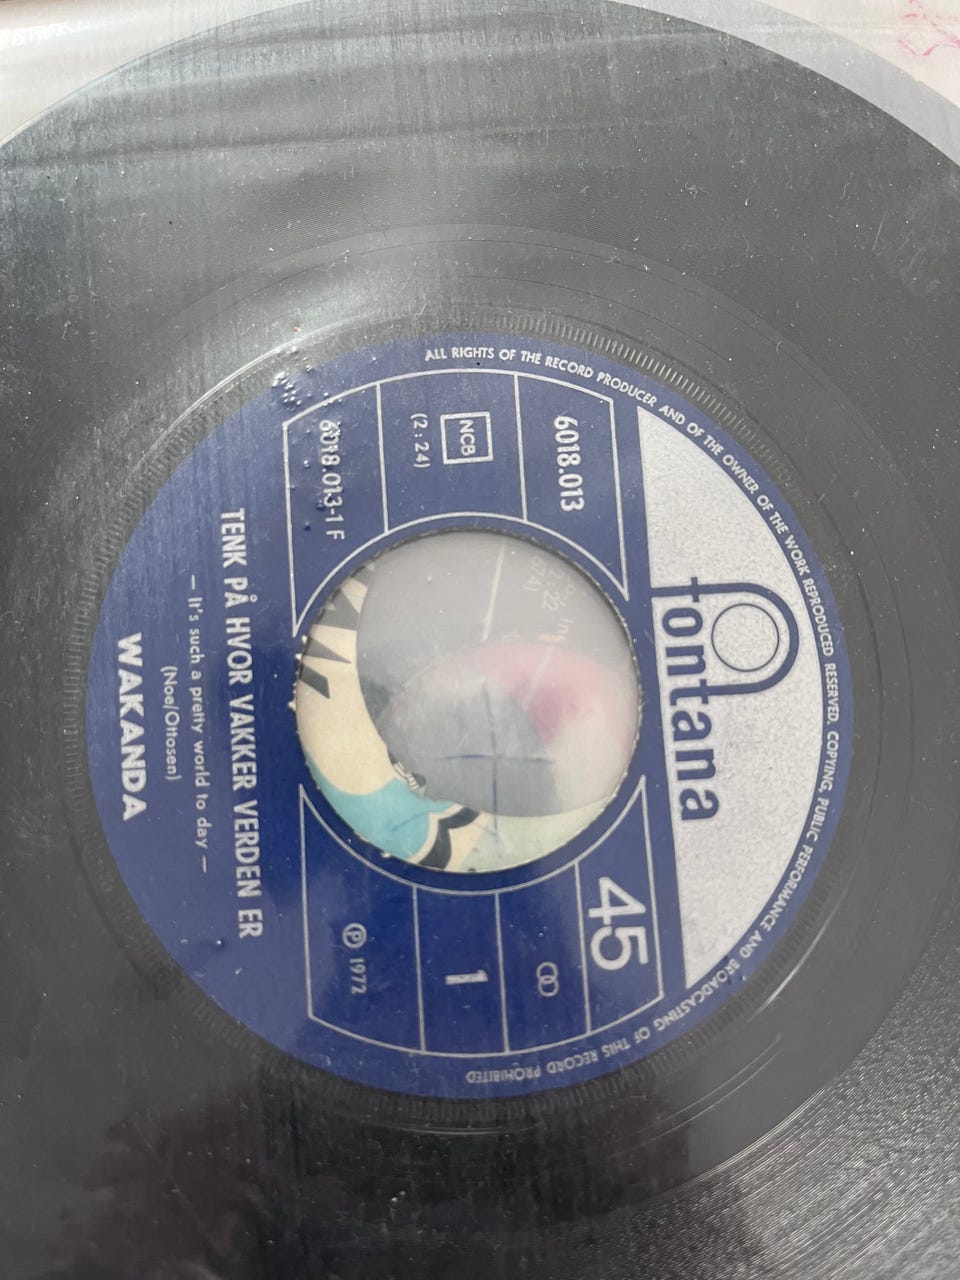 ALL RIGHTS OF THE RECORD PRODUCER AND OF THE OWNER OF THE WORK REPRODUCED RESERVED. COPYING, PUBLIC PERFORMANCE AND BROADCASTING OF THIS RECORD PROHIBITED
fontana
6018.013
45
NCB
(2:24)
1
6018.013-1 F
℗ 1972
TENK PÅ HVOR VAKKER VERDEN ER
— It's such a pretty world to day —
(Noe/Ottosen)
WAKANDA